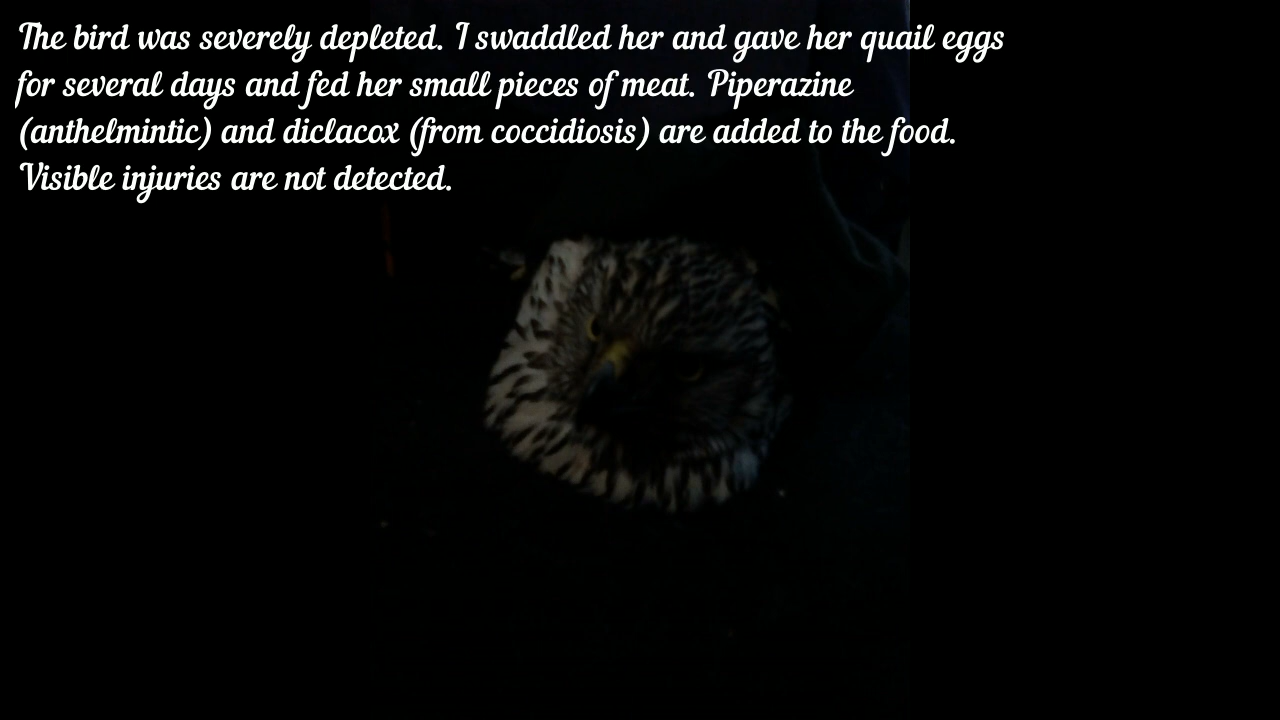 The bird was severely depleted. I swaddled her and gave her quail eggs
for several days and fed her small pieces of meat. Piperazine
(anthelmintic) and diclacox (from coccidiosis) are added to the food.
Visible injuries are not detected.